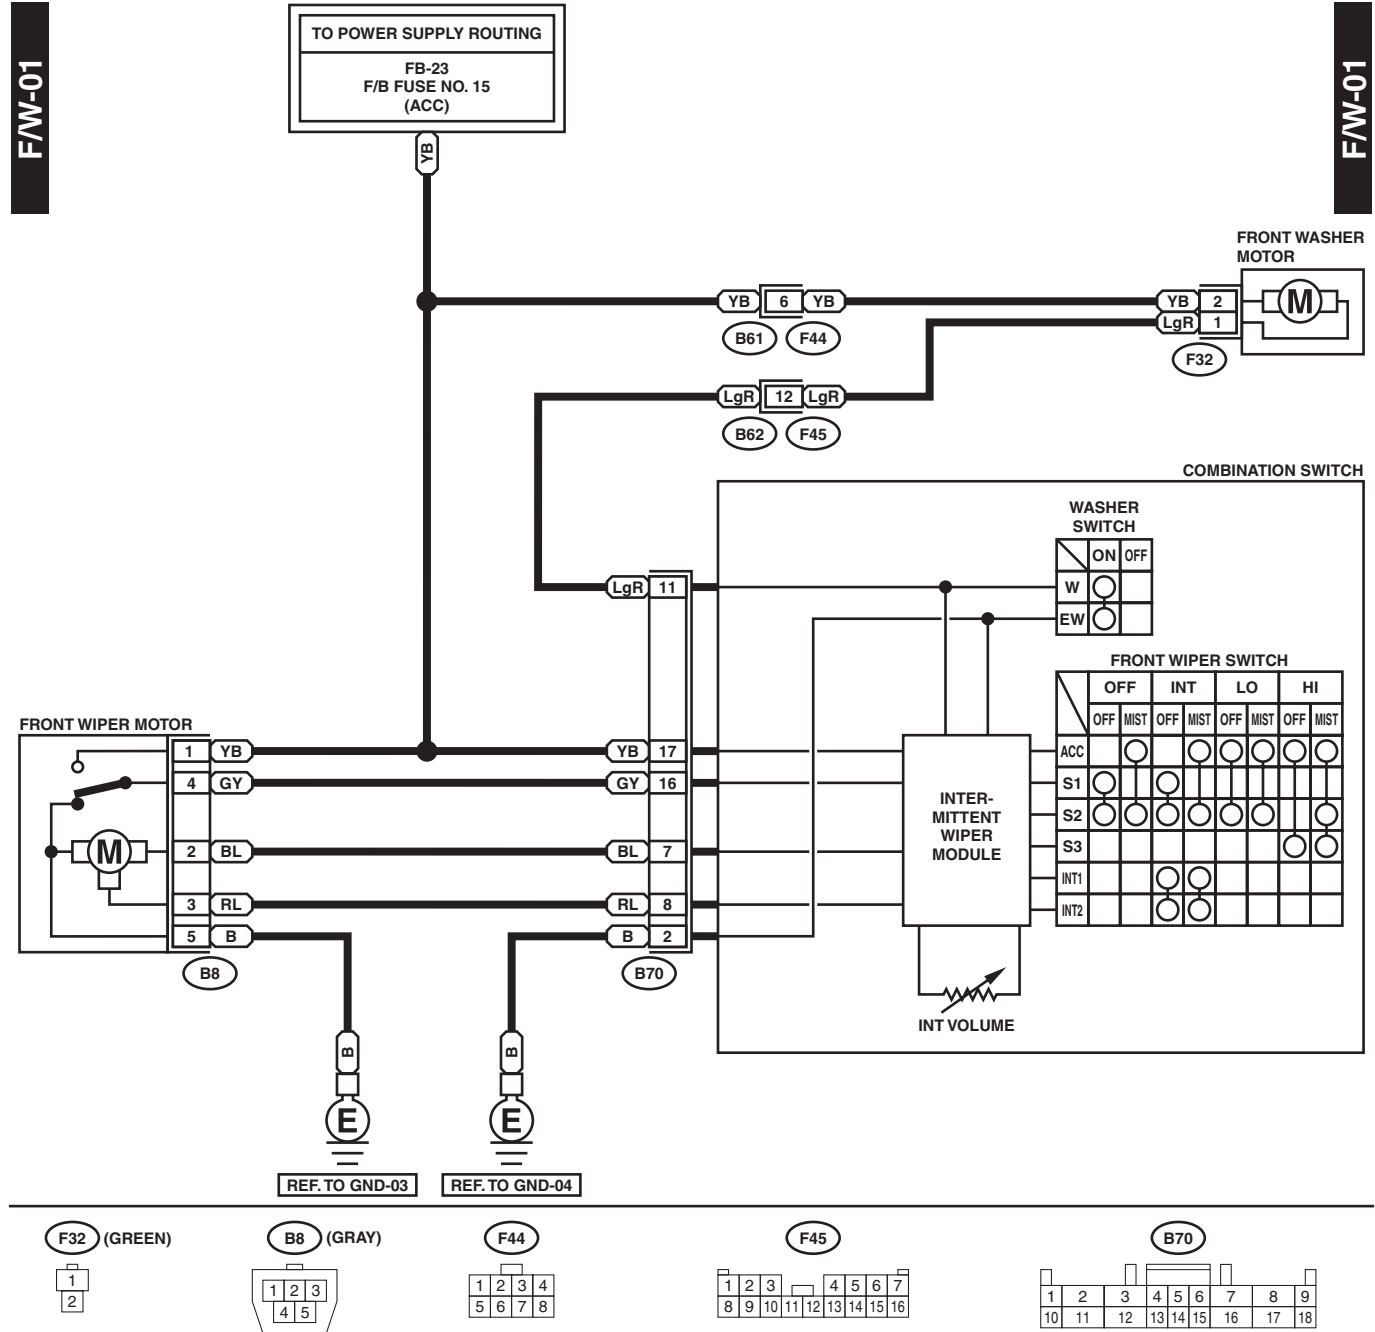 F/W-01
F/W-01
TO POWER SUPPLY ROUTING
FB-23
F/B FUSE NO. 15
(ACC)
YB
FRONT WASHER
MOTOR
YB 6 YB
YB 2
M
LgR 1
B61 F44
F32
LgR 12 LgR
B62 F45
COMBINATION SWITCH
WASHER
SWITCH
ON OFF
W
EW
LgR 11
FRONT WIPER SWITCH
OFF INT LO HI
OFF MIST OFF MIST OFF MIST OFF MIST
ACC
S1
S2
S3
INT1
INT2
FRONT WIPER MOTOR
1 YB
4 GY
M
2 BL
3 RL
5 B
B8
YB 17
GY 16
BL 7
RL 8
B 2
B70
INTER-
MITTENT
WIPER
MODULE
INT VOLUME
B
B
E
E
REF. TO GND-03
REF. TO GND-04
F32 (GREEN)
1
2
B8 (GRAY)
1 2 3
4 5
F44
1 2 3 4
5 6 7 8
F45
1 2 3 4 5 6 7
8 9 10 11 12 13 14 15 16
B70
1 2 3 4 5 6 7 8 9
10 11 12 13 14 15 16 17 18